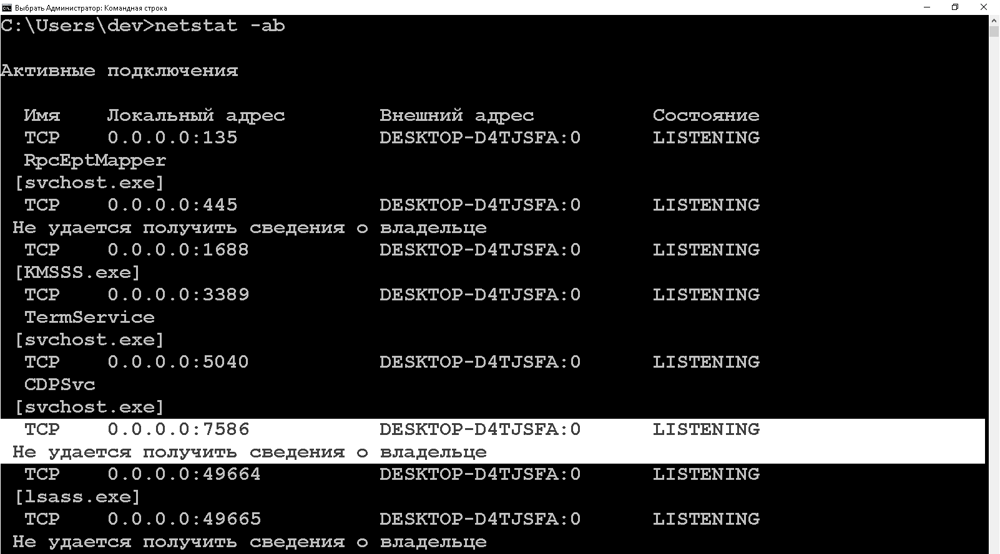 Выбрать Администратор: Командная строка
C:\Users\dev>netstat -ab
Активные подключения
Имя Локальный адрес Внешний адрес Состояние
TCP 0.0.0.0:135 DESKTOP-D4TJSFA:0 LISTENING
RpcEptMapper
[svchost.exe]
TCP 0.0.0.0:445 DESKTOP-D4TJSFA:0 LISTENING
Не удается получить сведения о владельце
TCP 0.0.0.0:1688 DESKTOP-D4TJSFA:0 LISTENING
[KMSSS.exe]
TCP 0.0.0.0:3389 DESKTOP-D4TJSFA:0 LISTENING
TermService
[svchost.exe]
TCP 0.0.0.0:5040 DESKTOP-D4TJSFA:0 LISTENING
CDPSvc
[svchost.exe]
TCP 0.0.0.0:7586 DESKTOP-D4TJSFA:0 LISTENING
Не удается получить сведения о владельце
TCP 0.0.0.0:49664 DESKTOP-D4TJSFA:0 LISTENING
[lsass.exe]
TCP 0.0.0.0:49665 DESKTOP-D4TJSFA:0 LISTENING
Не удается получить сведения о владельце